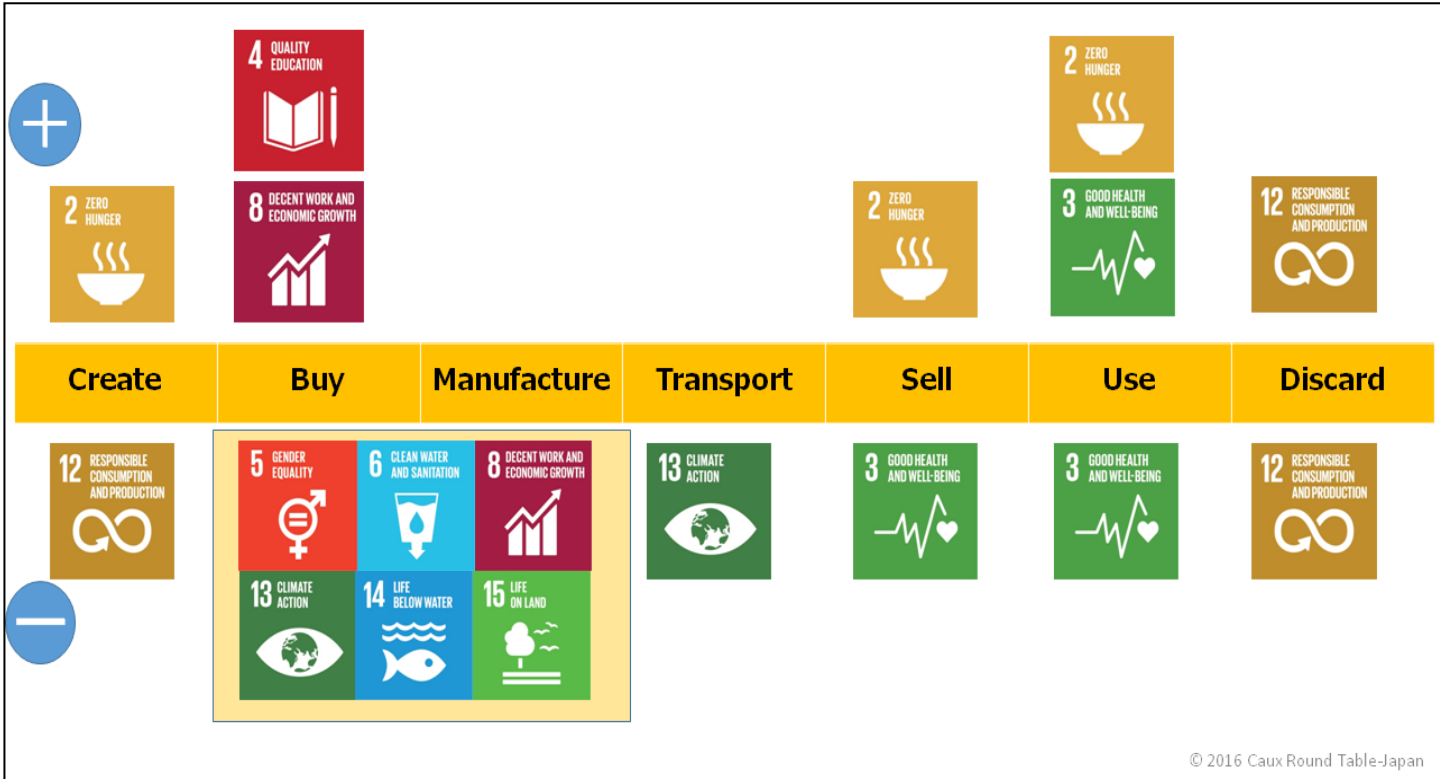 4 QUALITY
EDUCATION
2 ZERO
HUNGER
+
2 ZERO
HUNGER
8 DECENT WORK AND
ECONOMIC GROWTH
2 ZERO
HUNGER
3 GOOD HEALTH
AND WELL-BEING
12 RESPONSIBLE
CONSUMPTION
AND PRODUCTION
Create Buy Manufacture Transport Sell Use Discard
12 RESPONSIBLE
CONSUMPTION
AND PRODUCTION
5 GENDER
EQUALITY
6 CLEAN WATER
AND SANITATION
8 DECENT WORK AND
ECONOMIC GROWTH
13 CLIMATE
ACTION
3 GOOD HEALTH
AND WELL-BEING
3 GOOD HEALTH
AND WELL-BEING
12 RESPONSIBLE
CONSUMPTION
AND PRODUCTION
13 CLIMATE
ACTION
14 LIFE
BELOW WATER
15 LIFE
ON LAND
−
© 2016 Caux Round Table-Japan